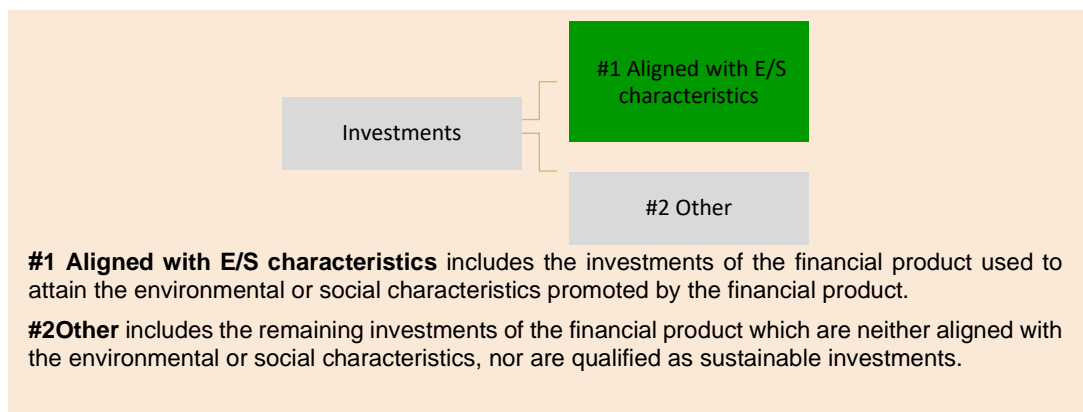 #1 Aligned with E/S
characteristics
Investments
#2 Other
#1 Aligned with E/S characteristics includes the investments of the financial product used to
attain the environmental or social characteristics promoted by the financial product.
#2Other includes the remaining investments of the financial product which are neither aligned with
the environmental or social characteristics, nor are qualified as sustainable investments.